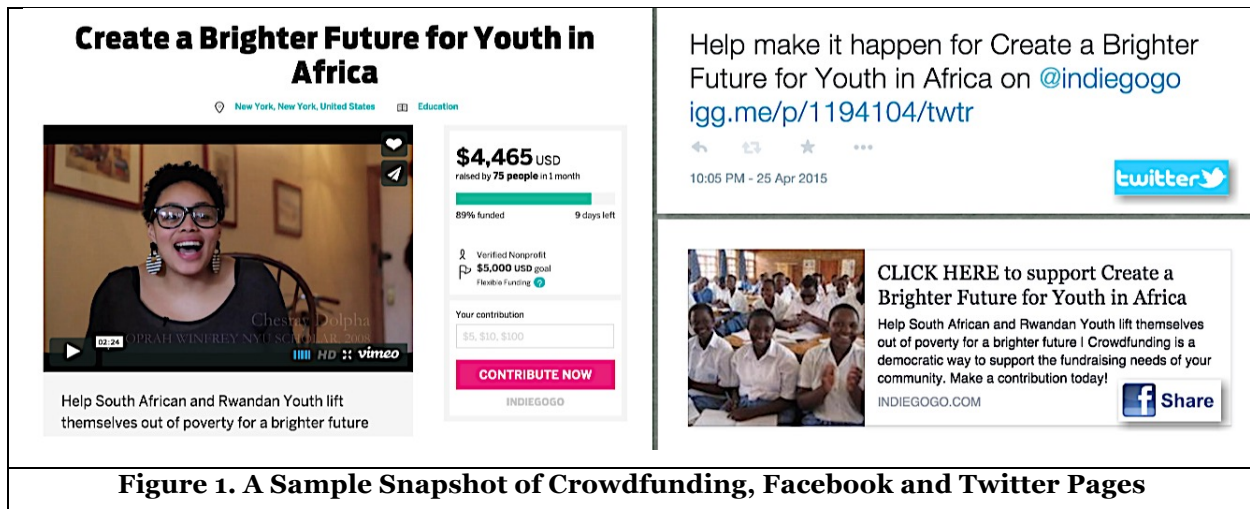 Create a Brighter Future for Youth in
Africa
New York, New York, United States Education
Chesray Dolpha
OPRAH WINFREY NYU SCHOLAR, 2008
02:24
HD vimeo
Help South African and Rwandan Youth lift
themselves out of poverty for a brighter future
$4,465 USD
raised by 75 people in 1 month
89% funded 9 days left
Verified Nonprofit
$5,000 USD goal
Flexible Funding ?
Your contribution
$5, $10, $100
CONTRIBUTE NOW
INDIEGOGO
Help make it happen for Create a Brighter
Future for Youth in Africa on @indiegogo
igg.me/p/1194104/twtr
10:05 PM - 25 Apr 2015
twitter
CLICK HERE to support Create a
Brighter Future for Youth in Africa
Help South African and Rwandan Youth lift themselves
out of poverty for a brighter future | Crowdfunding is a
democratic way to support the fundraising needs of your
community. Make a contribution today!
INDIEGOGO.COM
f Share
Figure 1. A Sample Snapshot of Crowdfunding, Facebook and Twitter Pages